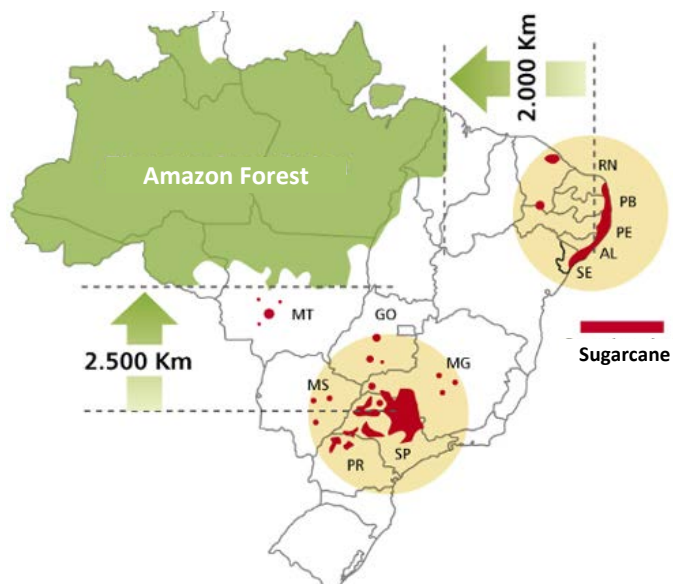 2.000 Km
Amazon Forest
RN
PB
PE
AL
SE
MT
GO
Sugarcane
2.500 Km
MG
MS
SP
PR